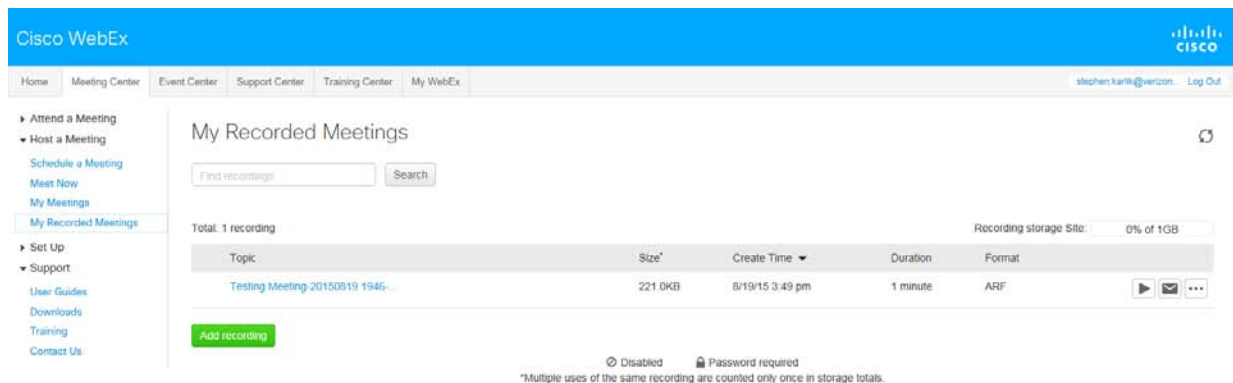 Cisco WebEx
CISCO
Home Meeting Center Event Center Support Center Training Center My WebEx stephen.karlik@verizon... Log Out
Attend a Meeting
Host a Meeting
Schedule a Meeting
Meet Now
My Meetings
My Recorded Meetings
Set Up
Support
User Guides
Downloads
Training
Contact Us
My Recorded Meetings
Find recordings Search
Total: 1 recording Recording storage Site: 0% of 1GB
Topic Size* Create Time Duration Format
Testing Meeting-20150819 1946-... 221.0KB 8/19/15 3:49 pm 1 minute ARF
Add recording
Disabled Password required
*Multiple uses of the same recording are counted only once in storage totals.